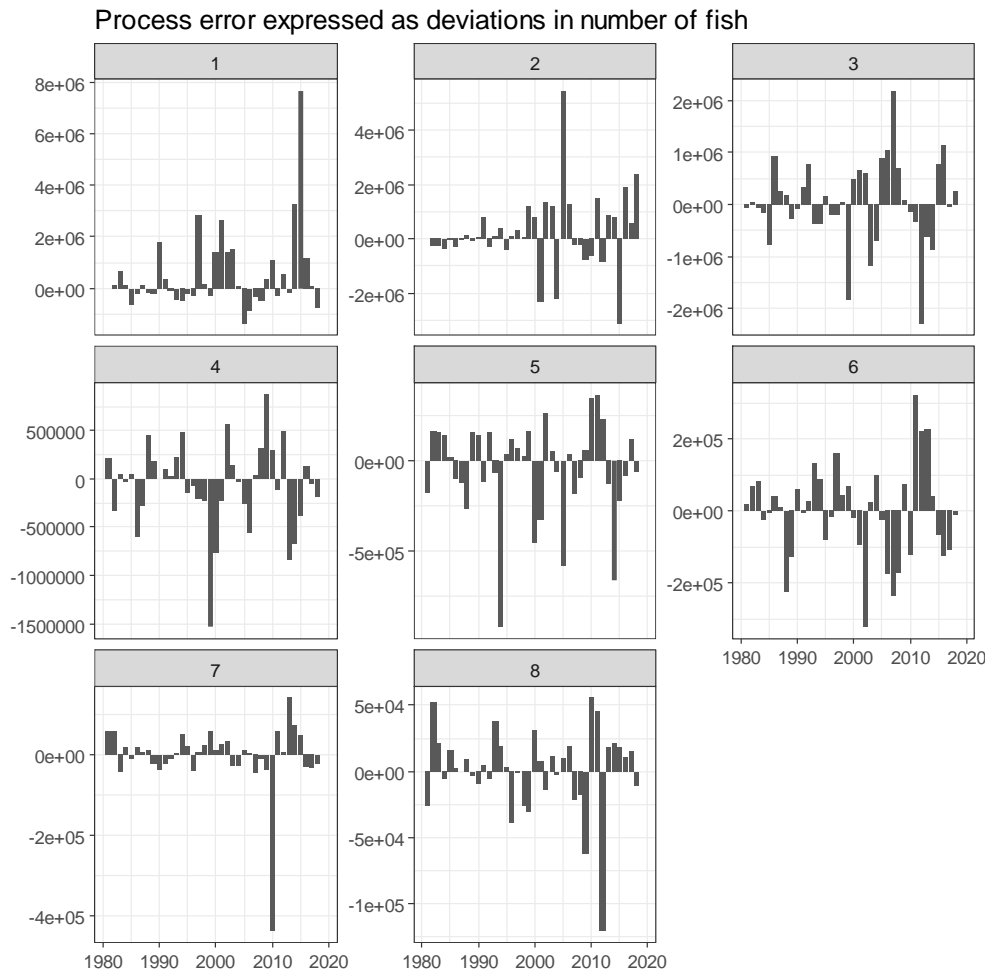 Process error expressed as deviations in number of fish
1
2
3
8e+06
6e+06
4e+06
2e+06
0e+00
4e+06
2e+06
0e+00
-2e+06
2e+06
1e+06
0e+00
-1e+06
-2e+06
4
5
6
500000
0
-500000
-1000000
-1500000
0e+00
-5e+05
2e+05
0e+00
-2e+05
1980 1990 2000 2010 2020
7
8
0e+00
-2e+05
-4e+05
5e+04
0e+00
-5e+04
-1e+05
1980 1990 2000 2010 2020
1980 1990 2000 2010 2020